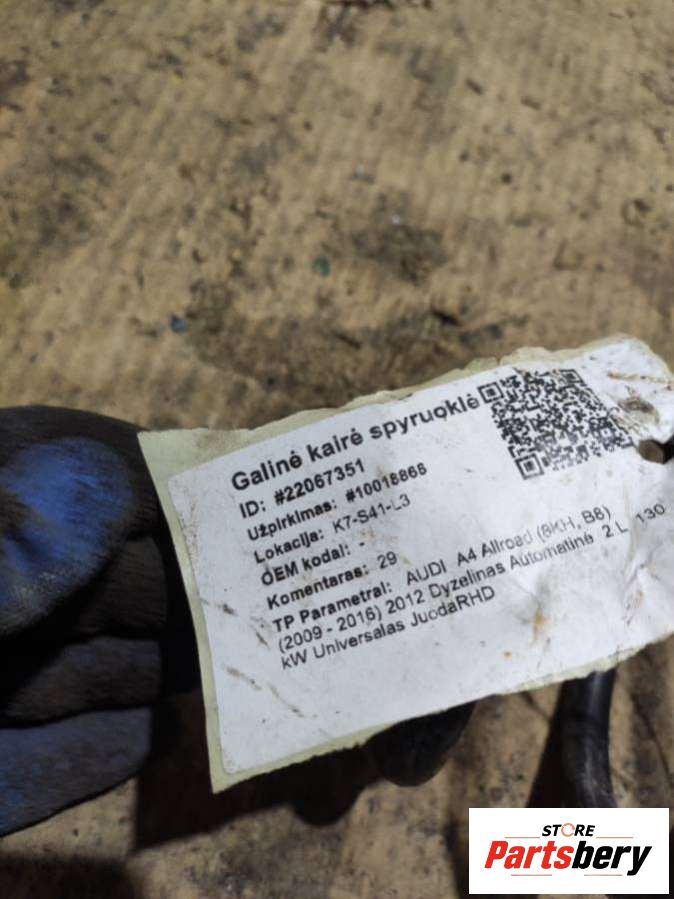 Galinė kairė spyruoklė
ID: #22067351
Užpirkimas: #10018868
Lokacija: K7-S41-L3
OEM kodai: -
Komentaras: 29
TP Parametrai: AUDI A4 Allroad (8KH, B8)
(2009 - 2016) 2012 Dyzelinas Automatinė 2 L, 130
kW Universalas JuodaRHD
STORE
Partsbery